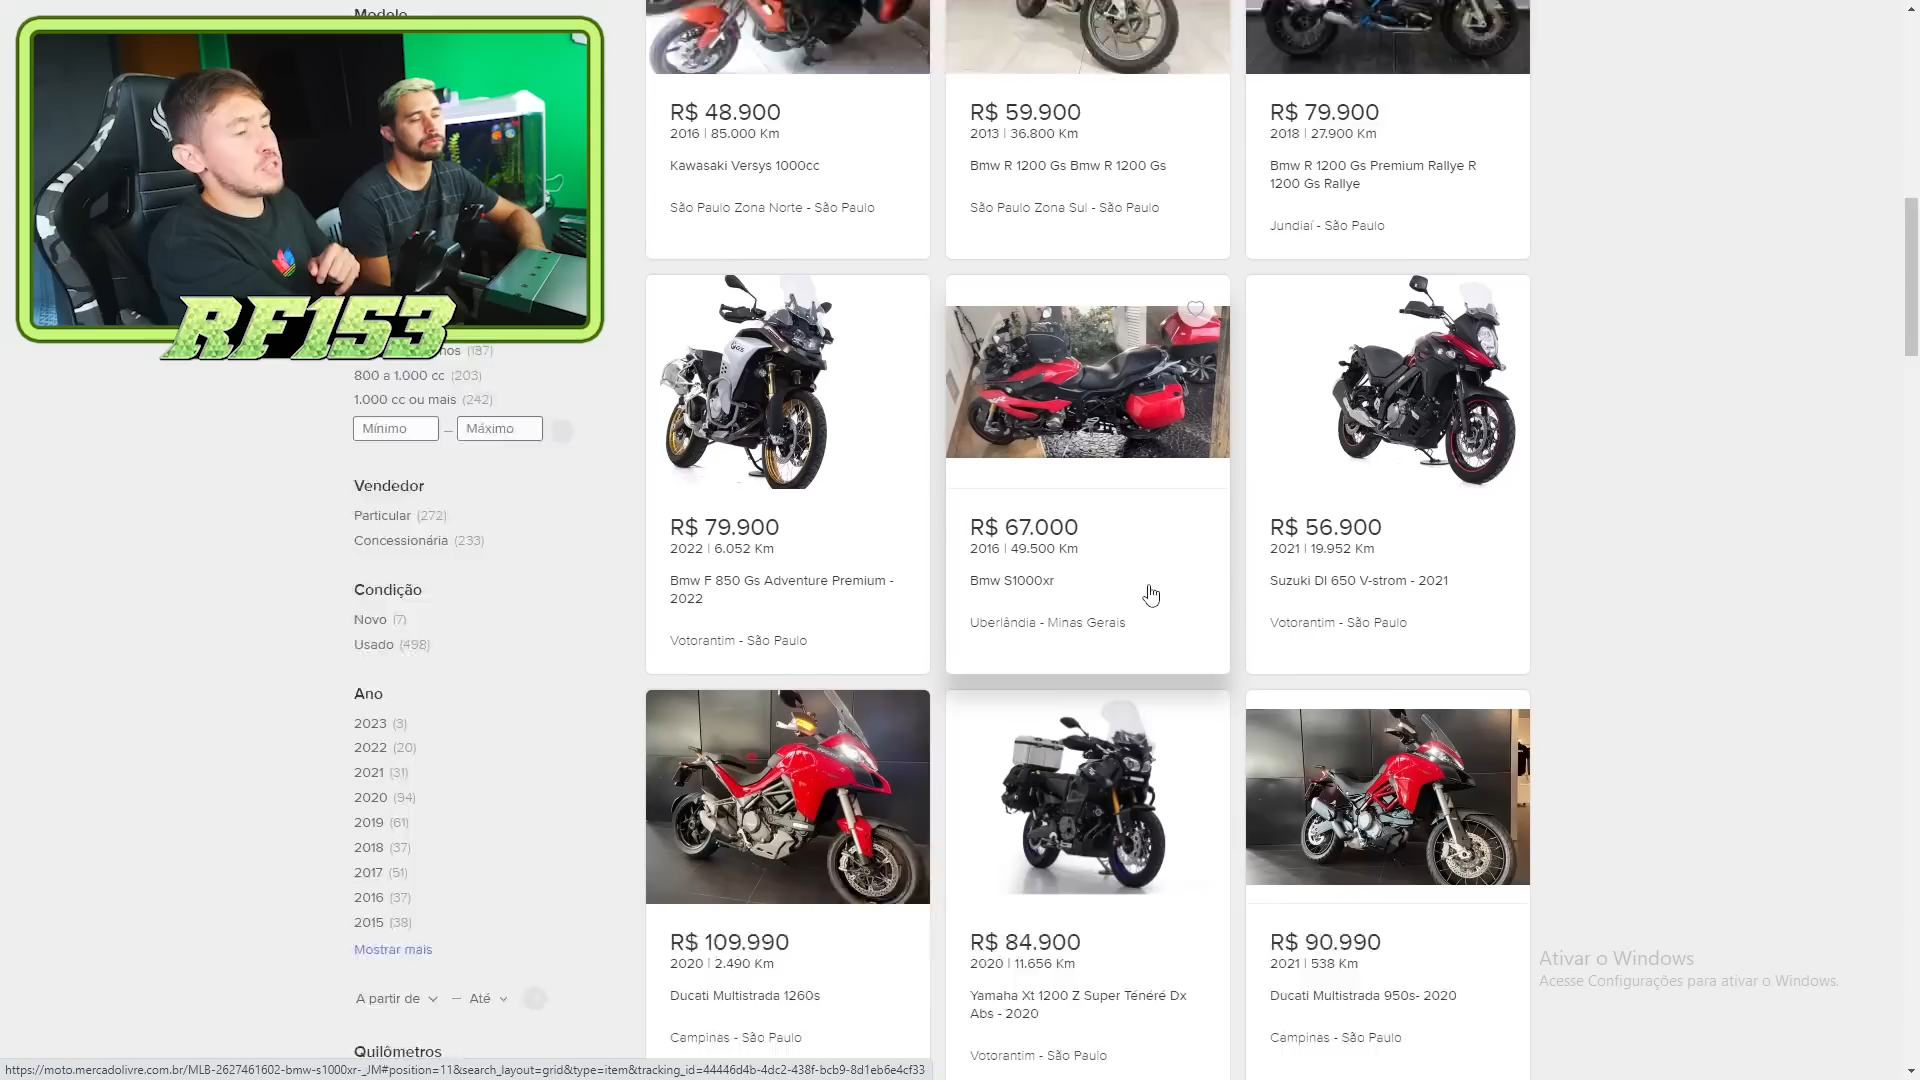 Modelo
RF153
nos (187)
800 a 1.000 cc (203)
1.000 cc ou mais (242)
Mínimo – Máximo
Vendedor
Particular (272)
Concessionária (233)
Condição
Novo (7)
Usado (498)
Ano
2023 (3)
2022 (20)
2021 (31)
2020 (94)
2019 (61)
2018 (37)
2017 (51)
2016 (37)
2015 (38)
Mostrar mais
A partir de – Até
Quilômetros
R$ 48.900
2016 | 85.000 Km
Kawasaki Versys 1000cc
São Paulo Zona Norte - São Paulo
R$ 59.900
2013 | 36.800 Km
Bmw R 1200 Gs Bmw R 1200 Gs
São Paulo Zona Sul - São Paulo
R$ 79.900
2018 | 27.900 Km
Bmw R 1200 Gs Premium Rallye R
1200 Gs Rallye
Jundiaí - São Paulo
R$ 79.900
2022 | 6.052 Km
Bmw F 850 Gs Adventure Premium -
2022
Votorantim - São Paulo
R$ 67.000
2016 | 49.500 Km
Bmw S1000xr
Uberlândia - Minas Gerais
R$ 56.900
2021 | 19.952 Km
Suzuki Dl 650 V-strom - 2021
Votorantim - São Paulo
R$ 109.990
2020 | 2.490 Km
Ducati Multistrada 1260s
Campinas - São Paulo
R$ 84.900
2020 | 11.656 Km
Yamaha Xt 1200 Z Super Ténéré Dx
Abs - 2020
Votorantim - São Paulo
R$ 90.990
2021 | 538 Km
Ducati Multistrada 950s- 2020
Campinas - São Paulo
Ativar o Windows
Acesse Configurações para ativar o Windows.
https://moto.mercadolivre.com.br/MLB-2627461602-bmw-s1000xr-_JM#position=11&search_layout=grid&type=item&tracking_id=44446d4b-4dc2-438f-bcb9-8d1eb6e4cf33